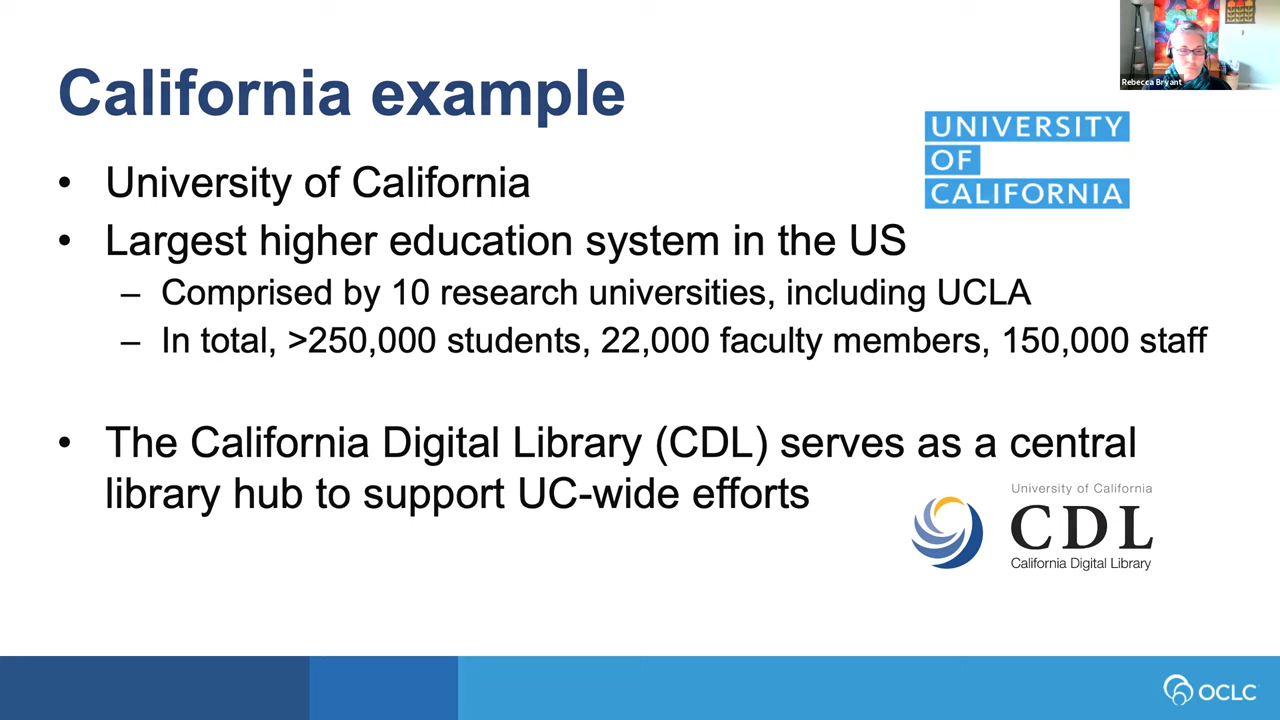 Rebecca Bryant
California example
UNIVERSITY
OF
CALIFORNIA
• University of California
• Largest higher education system in the US
– Comprised by 10 research universities, including UCLA
– In total, >250,000 students, 22,000 faculty members, 150,000 staff
• The California Digital Library (CDL) serves as a central
library hub to support UC-wide efforts
University of California
CDL
California Digital Library
OCLC